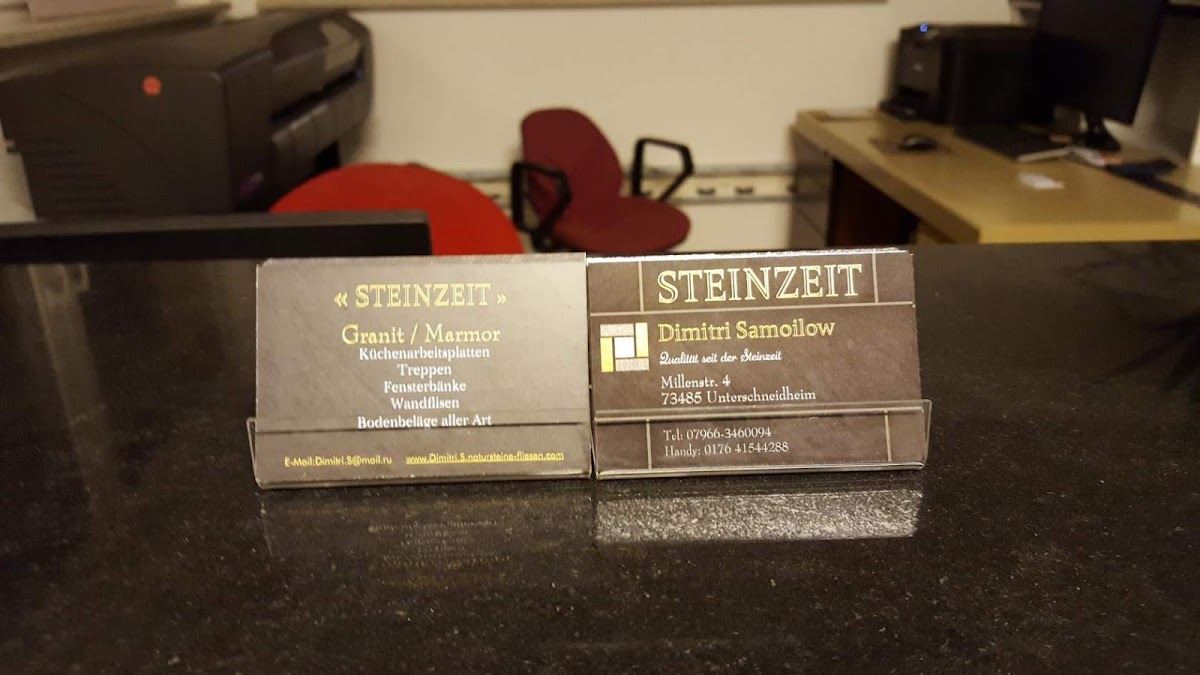 « STEINZEIT »
Granit / Marmor
Küchenarbeitsplatten
Treppen
Fensterbänke
Wandflisen
Bodenbeläge aller Art
E-Mail:Dimitri.S@mail.ru www.Dimitri.S.natursteine-fliesen.com
STEINZEIT
Dimitri Samoilow
Qualität seit der Steinzeit
Millenstr. 4
73485 Unterschneidheim
Tel: 07966-3460094
Handy: 0176 41544288